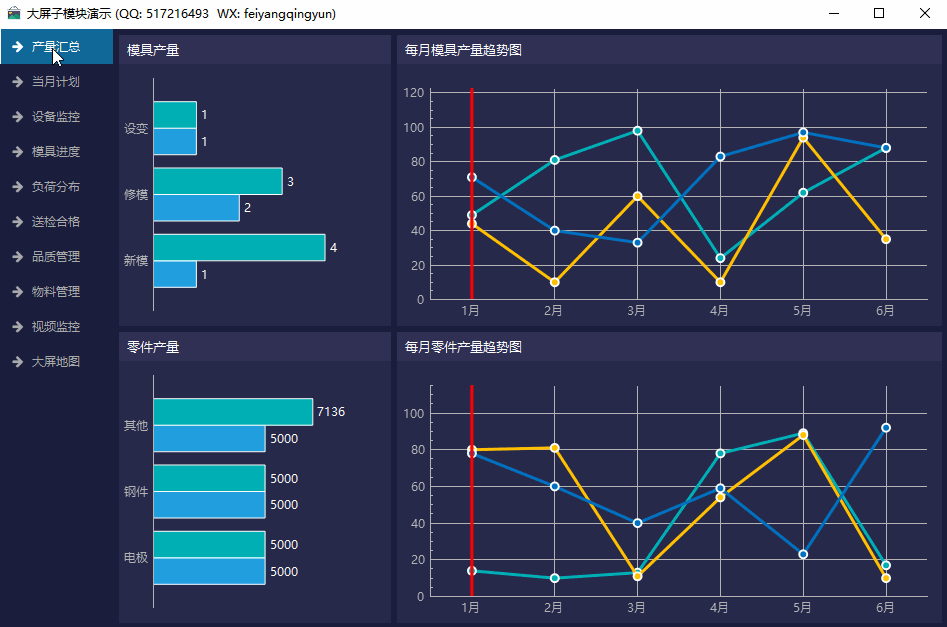 大屏子模块演示 (QQ: 517216493 WX: feiyangqingyun)
产量汇总
当月计划
设备监控
模具进度
负荷分布
送检合格
品质管理
物料管理
视频监控
大屏地图
模具产量
设变
1
1
修模
3
2
新模
4
1
每月模具产量趋势图
120
100
80
60
40
20
0
1月 2月 3月 4月 5月 6月
零件产量
其他
7136
5000
钢件
5000
5000
电极
5000
5000
每月零件产量趋势图
100
80
60
40
20
0
1月 2月 3月 4月 5月 6月